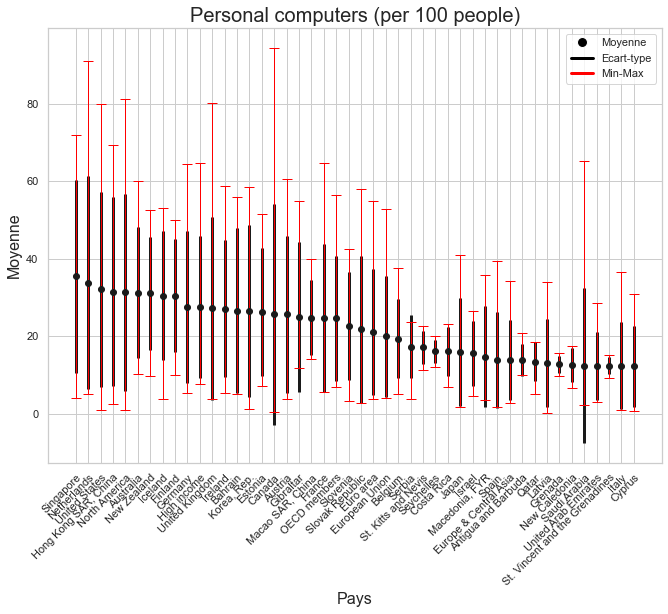 Personal computers (per 100 people)
Moyenne
Ecart-type
Min-Max
Moyenne
80
60
40
20
0
Singapore
Netherlands
United States
Hong Kong SAR, China
North America
Australia
New Zealand
Iceland
Finland
Germany
High income
United Kingdom
Ireland
Bahrain
Korea, Rep.
Estonia
Canada
Austria
Gibraltar
Macao SAR, China
France
OECD members
Slovenia
Slovak Republic
Euro area
European Union
Belgium
Serbia
St. Kitts and Nevis
Seychelles
Costa Rica
Japan
Israel
Macedonia, FYR
Spain
Europe & Central Asia
Antigua and Barbuda
Qatar
Latvia
Grenada
New Caledonia
Saudi Arabia
United Arab Emirates
St. Vincent and the Grenadines
Italy
Cyprus
Pays